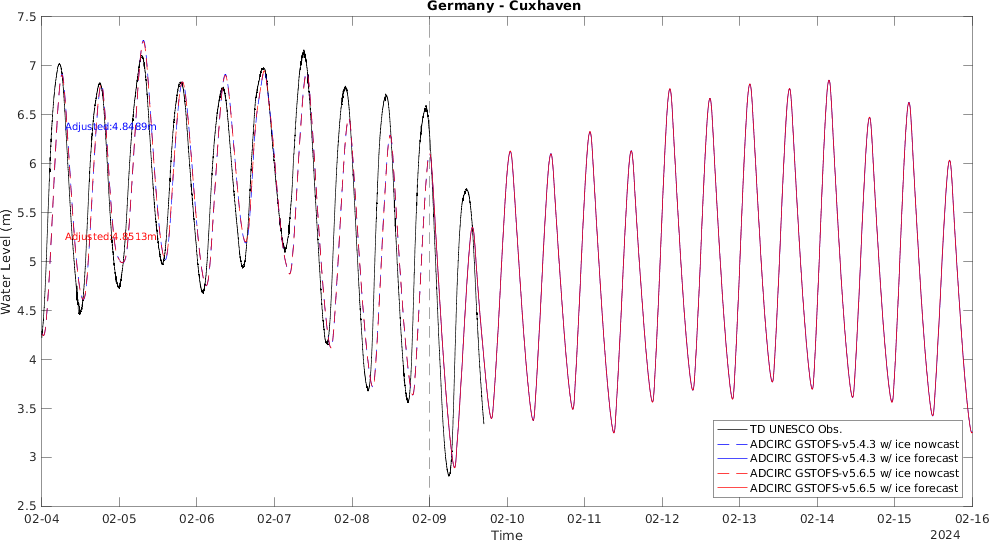 Germany - Cuxhaven
7.5
7
6.5
6
5.5
5
4.5
4
3.5
3
2.5
Water Level (m)
Adjusted:4.8489m
Adjusted:4.8513m
TD UNESCO Obs.
ADCIRC GSTOFS-v5.4.3 w/ ice nowcast
ADCIRC GSTOFS-v5.4.3 w/ ice forecast
ADCIRC GSTOFS-v5.6.5 w/ ice nowcast
ADCIRC GSTOFS-v5.6.5 w/ ice forecast
02-04 02-05 02-06 02-07 02-08 02-09 02-10 02-11 02-12 02-13 02-14 02-15 02-16
Time
2024